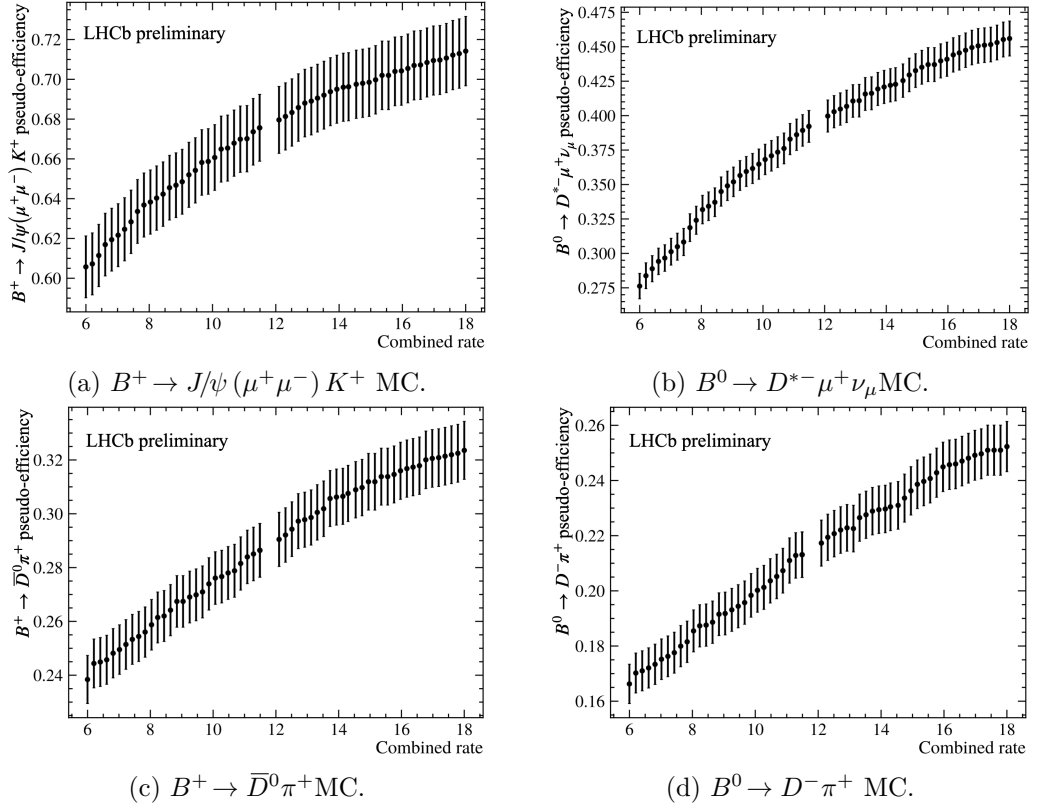 B⁺ → J/ψ(μ⁺μ⁻) K⁺ pseudo-efficiency
LHCb preliminary
0.72
0.70
0.68
0.66
0.64
0.62
0.60
6 8 10 12 14 16 18
Combined rate
(a) B⁺ → J/ψ (μ⁺μ⁻) K⁺ MC.
B⁰ → D*⁻μ⁺ν_μ pseudo-efficiency
LHCb preliminary
0.475
0.450
0.425
0.400
0.375
0.350
0.325
0.300
0.275
6 8 10 12 14 16 18
Combined rate
(b) B⁰ → D*⁻μ⁺ν_μMC.
B⁺ → D̅⁰π⁺ pseudo-efficiency
LHCb preliminary
0.32
0.30
0.28
0.26
0.24
6 8 10 12 14 16 18
Combined rate
(c) B⁺ → D̅⁰π⁺MC.
B⁰ → D⁻π⁺ pseudo-efficiency
LHCb preliminary
0.26
0.24
0.22
0.20
0.18
0.16
6 8 10 12 14 16 18
Combined rate
(d) B⁰ → D⁻π⁺ MC.